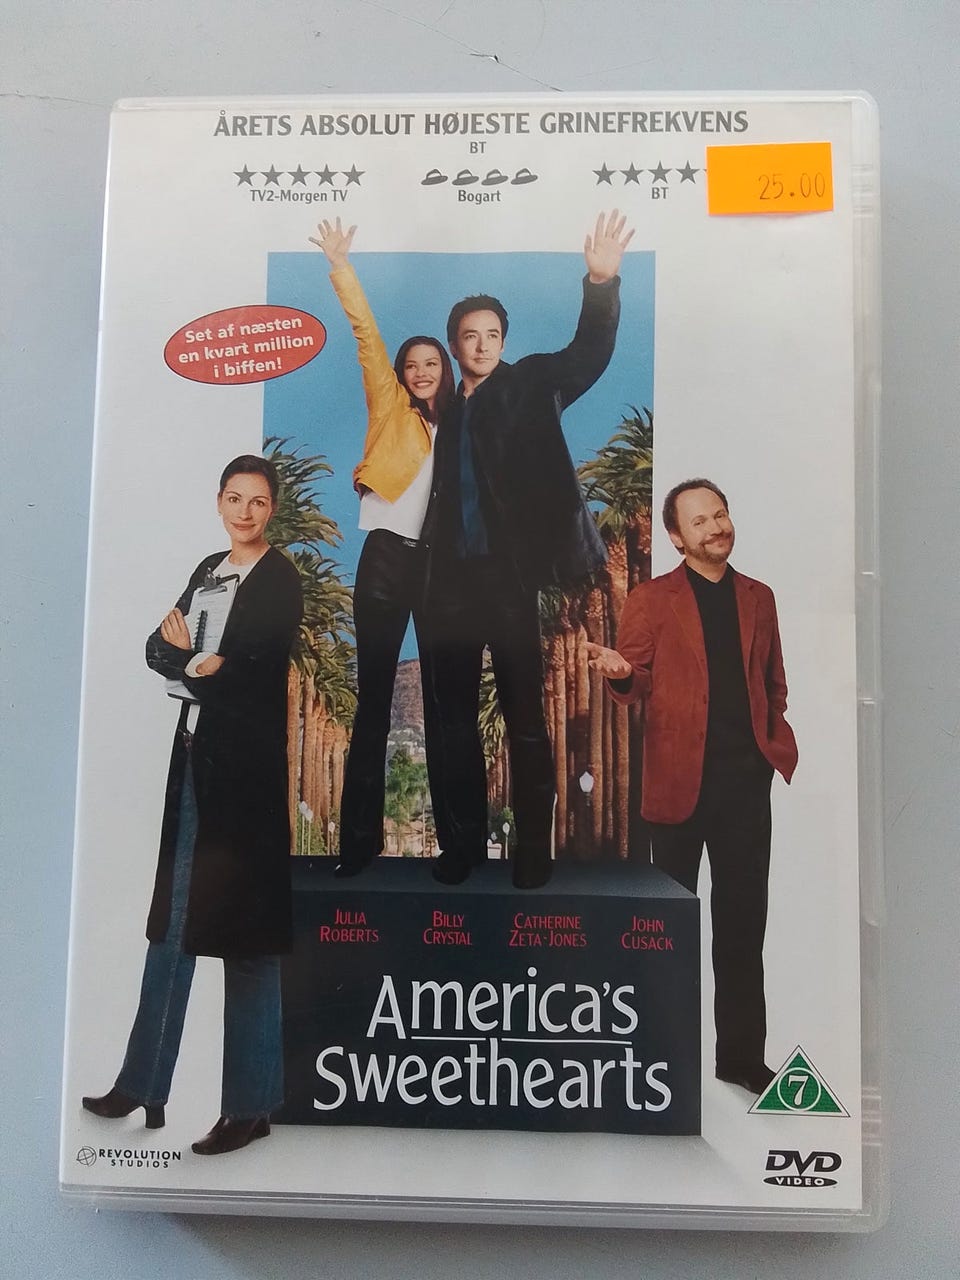 ÅRETS ABSOLUT HØJESTE GRINEFREKVENS
BT
TV2-Morgen TV
Bogart
BT
25.00
Set af næsten
en kvart million
i biffen!
JULIA
ROBERTS
BILLY
CRYSTAL
CATHERINE
ZETA-JONES
JOHN
CUSACK
America's
Sweethearts
7
REVOLUTION
STUDIOS
DVD
VIDEO